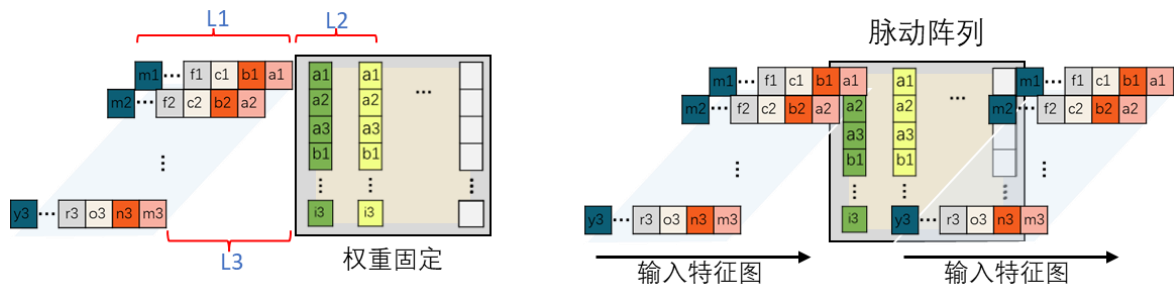 L1
L2
m1 ··· f1 c1 b1 a1
m2 ··· f2 c2 b2 a2
⋮
y3 ··· r3 o3 n3 m3
L3
a1 a1
a2 a2 ···
a3 a3
b1 b1
⋮ ⋮ ⋮
i3 i3
权重固定
脉动阵列
m1 ··· f1 c1 b1 a1
m2 ··· f2 c2 b2 a2
⋮
y3 ··· r3 o3 n3 m3
a1
a2 a2 ···
a3 a3
b1 b1
⋮ ⋮
i3
m1 ··· f1 c1 b1 a1
m2 ··· f2 c2 b2 a2
⋮
y3 ··· r3 o3 n3 m3
输入特征图
输入特征图